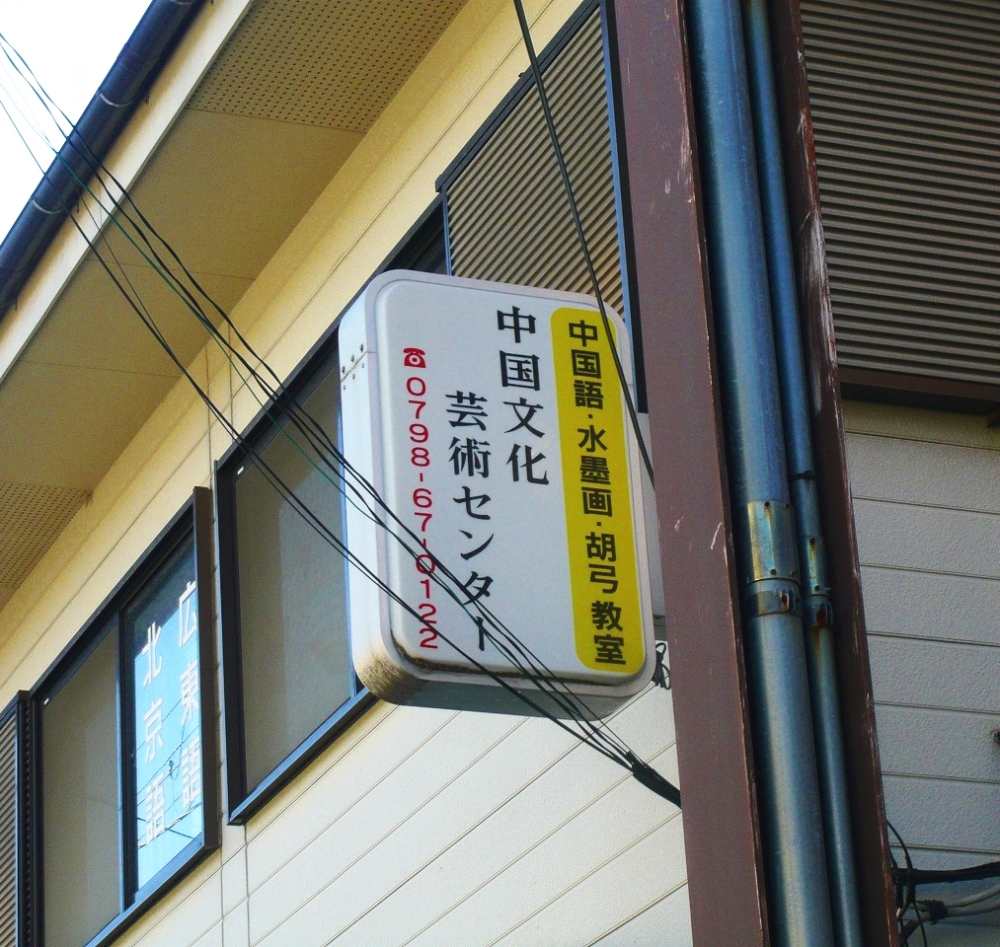 中国語・水墨画・胡弓教室
中国文化
芸術センター
☎0798-67-0122
広東語
北京語